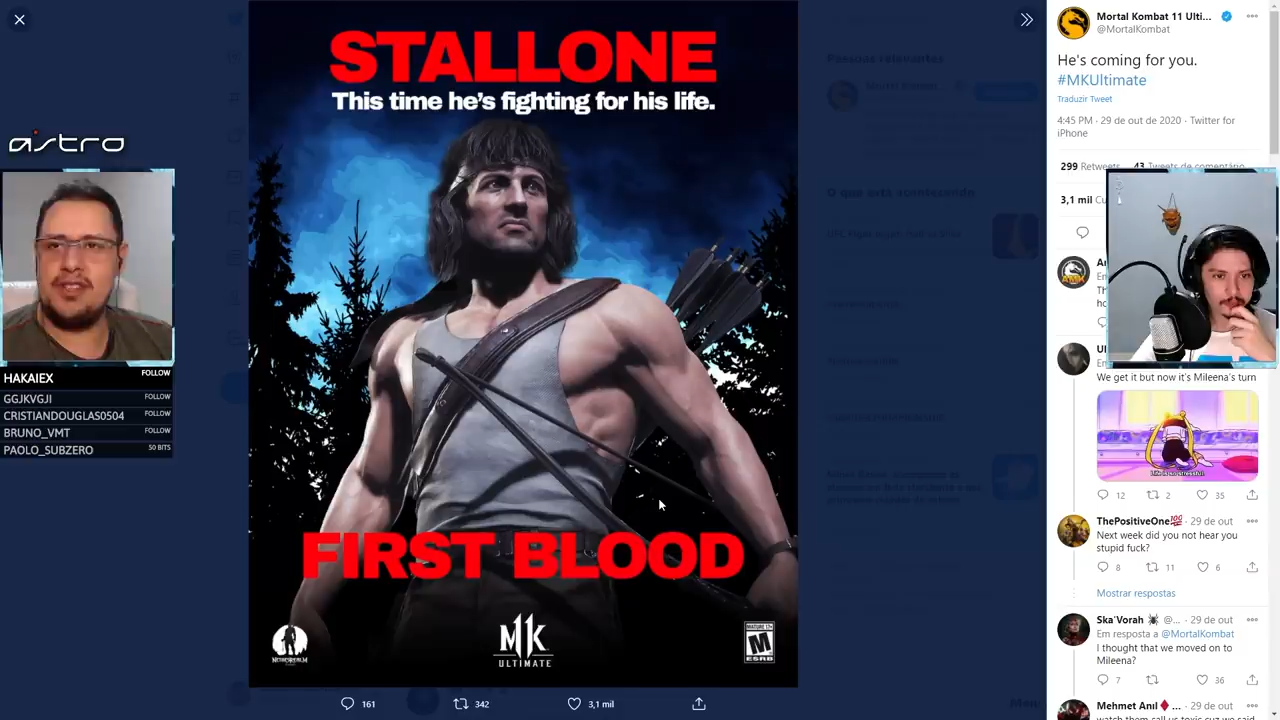 STALLONE
This time he's fighting for his life.
FIRST BLOOD
MK
ULTIMATE
MATURE 17+
M
ESRB
161
342
3,1 mil
astro
HAKAIEX FOLLOW
GGJKVGJI FOLLOW
CRISTIANDOUGLAS0504 FOLLOW
BRUNO_VMT FOLLOW
PAOLO_SUBZERO 50 BITS
Mortal Kombat 11 Ulti...
@MortalKombat
He's coming for you.
#MKUltimate
Traduzir Tweet
4:45 PM · 29 de out de 2020 · Twitter for
iPhone
299 Retweets 43 Tweets de comentário
3,1 mil
We get it but now it's Mileena's turn
12 2 35
ThePositiveOne💯 · 29 de out
Next week did you not hear you
stupid fuck?
8 11 6
Mostrar respostas
Ska´Vorah 🕷 @... · 29 de out
Em resposta a @MortalKombat
I thought that we moved on to
Mileena?
7 36
Mehmet Anıl♦️ ... · 29 de out